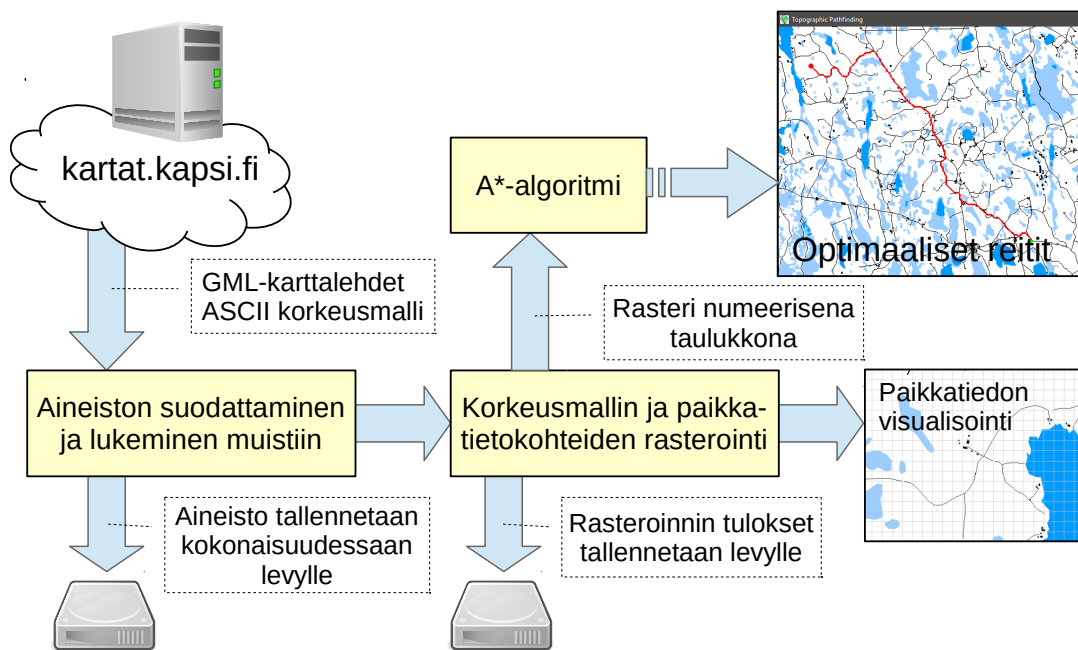 Topographic Pathfinding
kartat.kapsi.fi
A*-algoritmi
Optimaaliset reitit
GML-karttalehdet
ASCII korkeusmalli
Rasteri numeerisena
taulukkona
Aineiston suodattaminen
ja lukeminen muistiin
Korkeusmallin ja paikka-
tietokohteiden rasterointi
Paikkatiedon
visualisointi
Aineisto tallennetaan
kokonaisuudessaan
levylle
Rasteroinnin tulokset
tallennetaan levylle